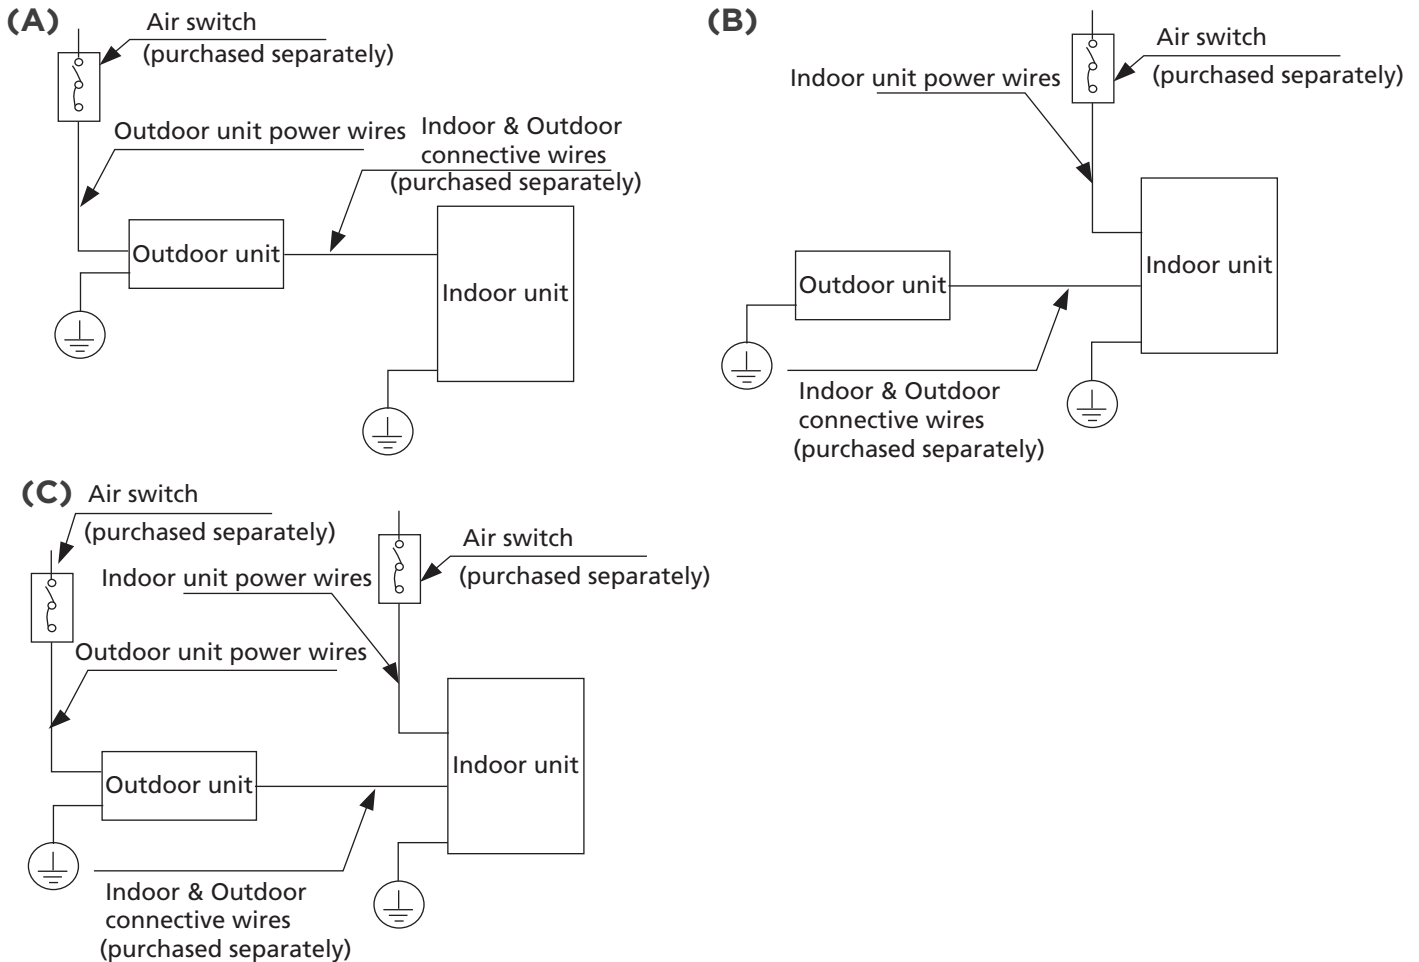 (A)
Air switch
(purchased separately)
Outdoor unit power wires
Indoor & Outdoor
connective wires
(purchased separately)
Outdoor unit
Indoor unit
(B)
Air switch
(purchased separately)
Indoor unit power wires
Outdoor unit
Indoor unit
Indoor & Outdoor
connective wires
(purchased separately)
(C)
Air switch
(purchased separately)
Air switch
(purchased separately)
Indoor unit power wires
Outdoor unit power wires
Outdoor unit
Indoor unit
Indoor & Outdoor
connective wires
(purchased separately)